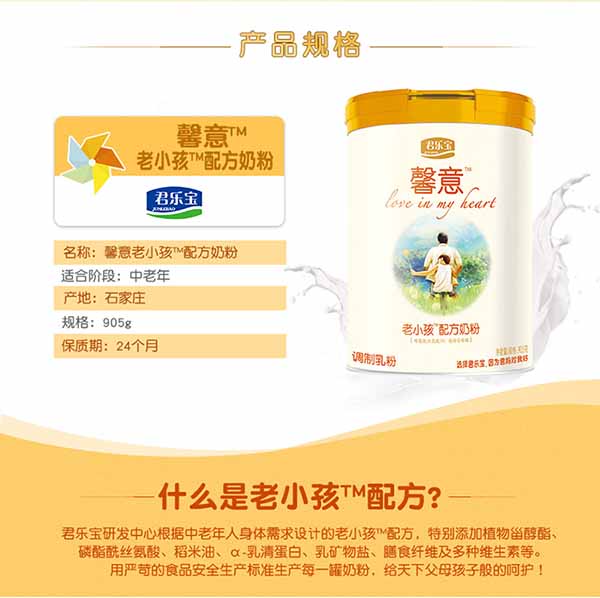 产品规格
馨意™
老小孩™配方奶粉
君乐宝
JUNLEBAO
名称：馨意老小孩™配方奶粉
适合阶段：中老年
产地：石家庄
规格：905g
保质期：24个月
君乐宝
馨意™
love in my heart
老小孩™配方奶粉
调制乳粉
选择君乐宝，因为爸妈珍我妈
什么是老小孩™配方?
君乐宝研发中心根据中老年人身体需求设计的老小孩™配方，特别添加植物甾醇酯、
磷酯酰丝氨酸、稻米油、α-乳清蛋白、乳矿物盐、膳食纤维及多种维生素等。
用严苛的食品安全生产标准生产每一罐奶粉，给天下父母孩子般的呵护！